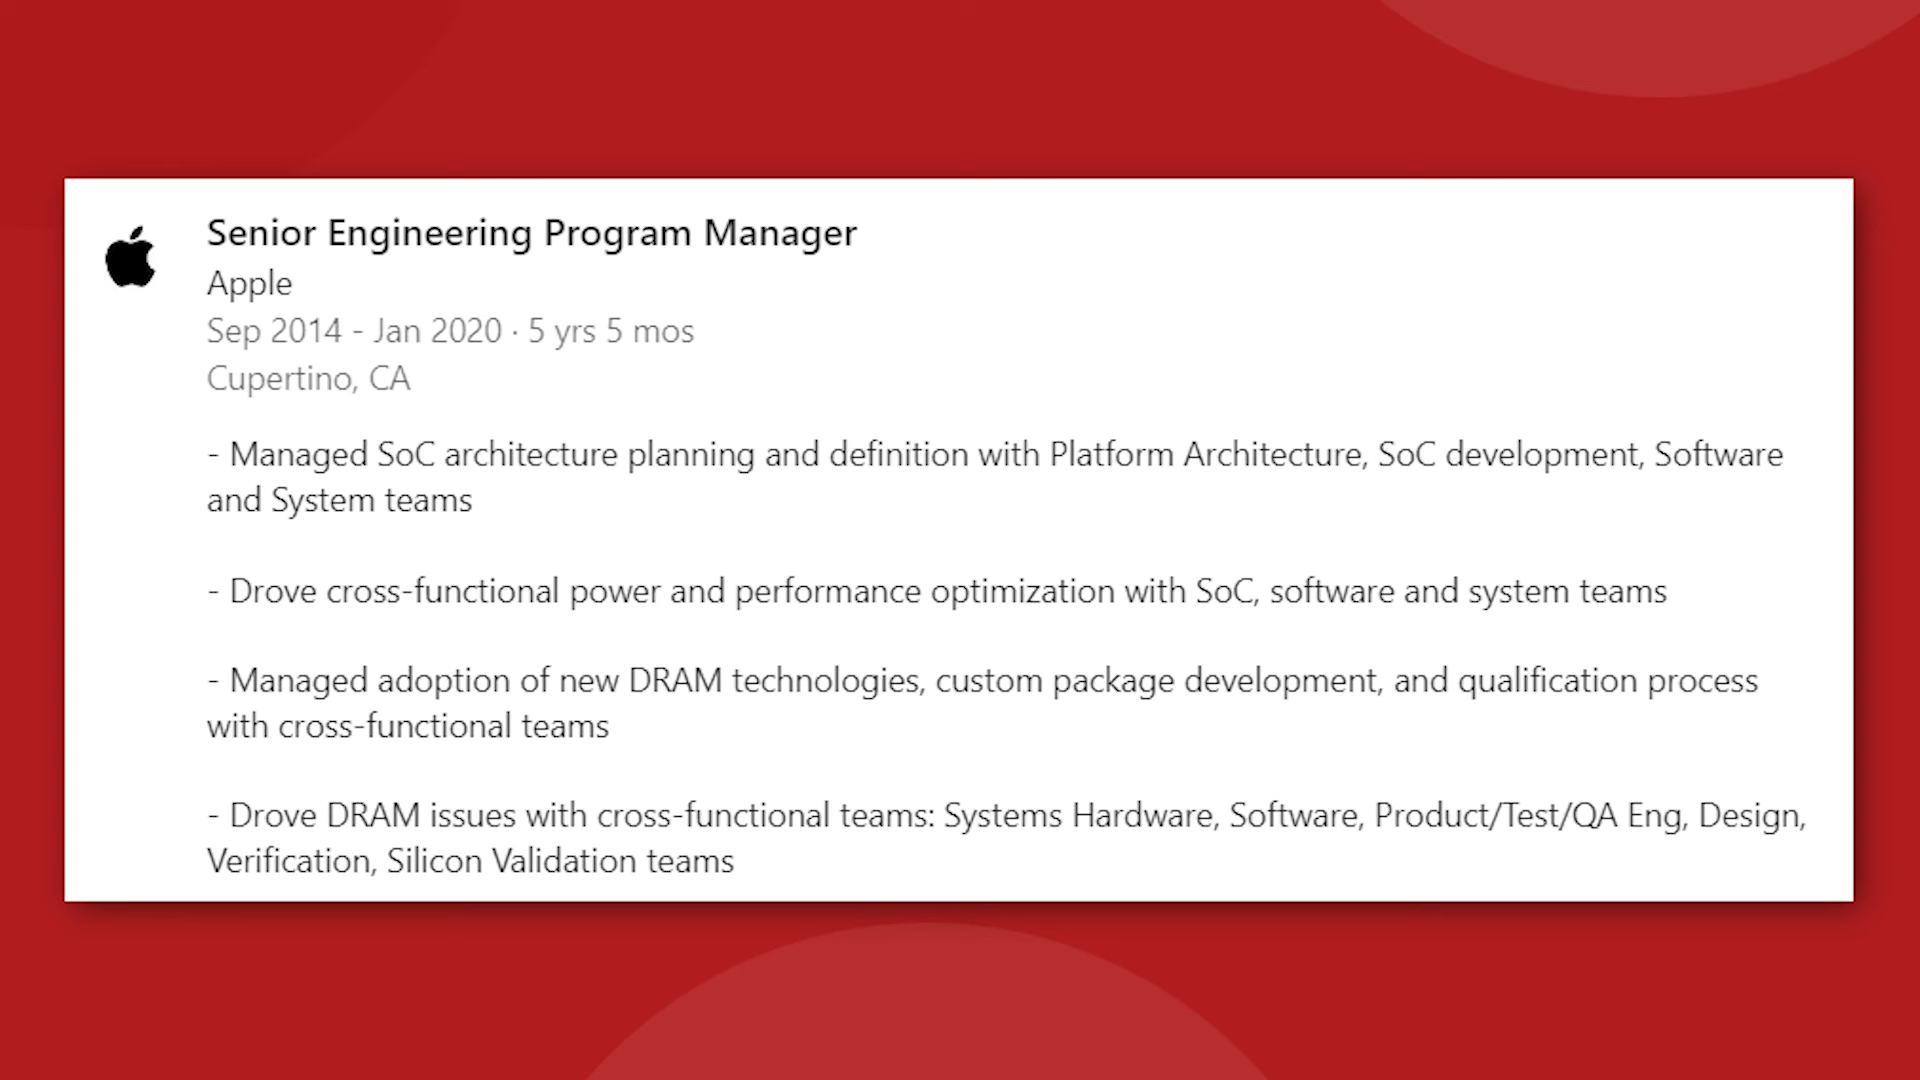 Senior Engineering Program Manager
Apple
Sep 2014 - Jan 2020 · 5 yrs 5 mos
Cupertino, CA
- Managed SoC architecture planning and definition with Platform Architecture, SoC development, Software
and System teams
- Drove cross-functional power and performance optimization with SoC, software and system teams
- Managed adoption of new DRAM technologies, custom package development, and qualification process
with cross-functional teams
- Drove DRAM issues with cross-functional teams: Systems Hardware, Software, Product/Test/QA Eng, Design,
Verification, Silicon Validation teams